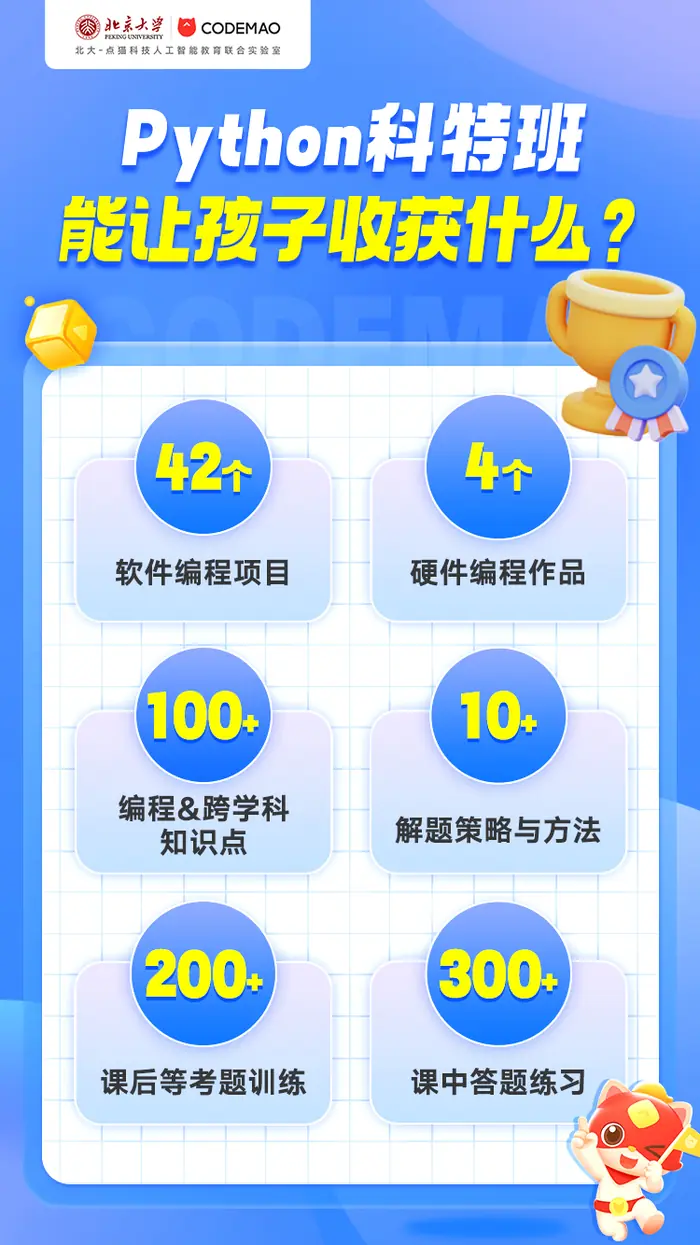 北京大学
PEKING UNIVERSITY
CODEMAO
北大-点猫科技人工智能教育联合实验室
Python科特班
能让孩子收获什么？
CODEMA
42个
软件编程项目
4个
硬件编程作品
100+
编程&跨学科
知识点
10+
解题策略与方法
200+
课后等考题训练
300+
课中答题练习